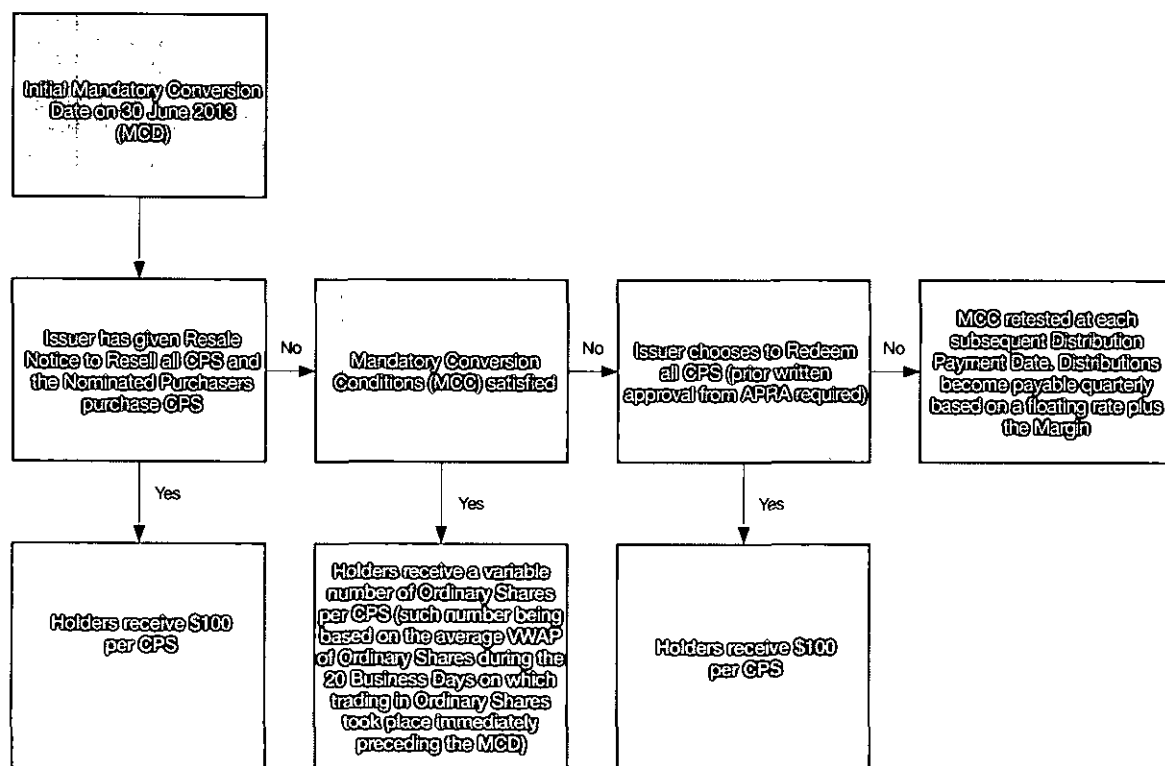 Initial Mandatory Conversion
Date on 30 June 2013
(MCD)
Issuer has given Resale
Notice to Resell all CPS and
the Nominated Purchasers
purchase CPS
No
Mandatory Conversion
Conditions (MCC) satisfied
No
Issuer chooses to Redeem
all CPS (prior written
approval from APRA required)
No
MCC retested at each
subsequent Distribution
Payment Date. Distributions
become payable quarterly
based on a floating rate plus
the Margin
Yes
Yes
Yes
Holders receive $100
per CPS
Holders receive a variable
number of Ordinary Shares
per CPS (such number being
based on the average VWAP
of Ordinary Shares during the
20 Business Days on which
trading in Ordinary Shares
took place immediately
preceding the MCD)
Holders receive $100
per CPS